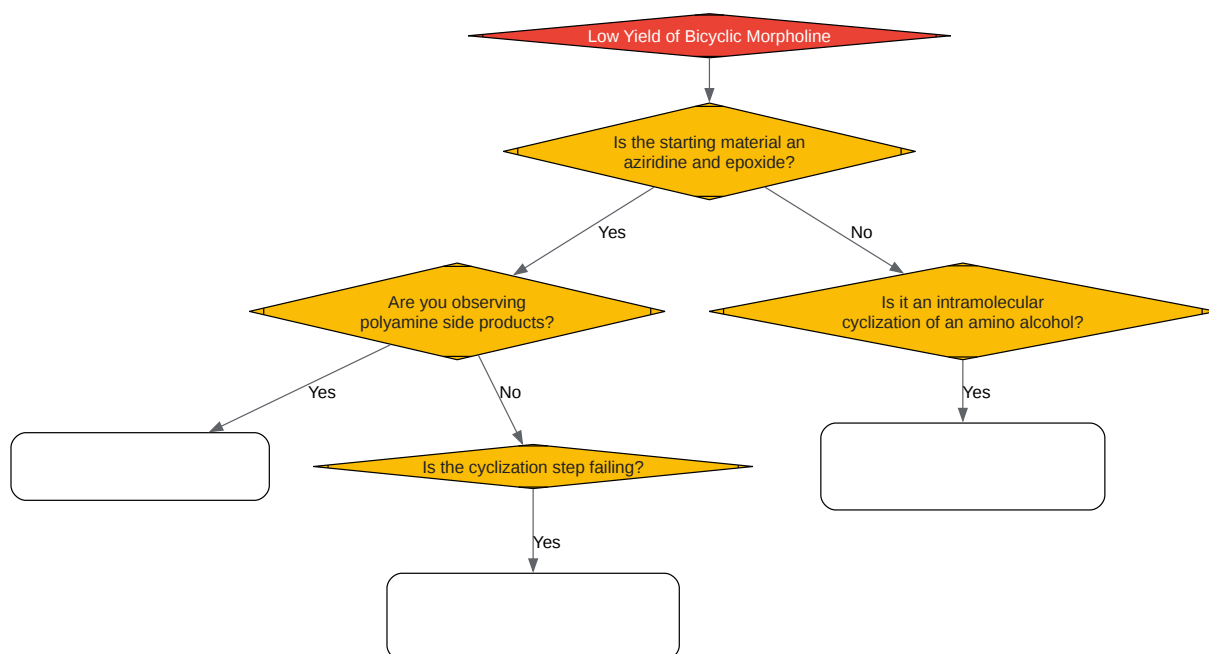 Low Yield of Bicyclic Morpholine
Is the starting material an
aziridine and epoxide?
Yes
No
Are you observing
polyamine side products?
Is it an intramolecular
cyclization of an amino alcohol?
Yes
No
Yes
Is the cyclization step failing?
Yes